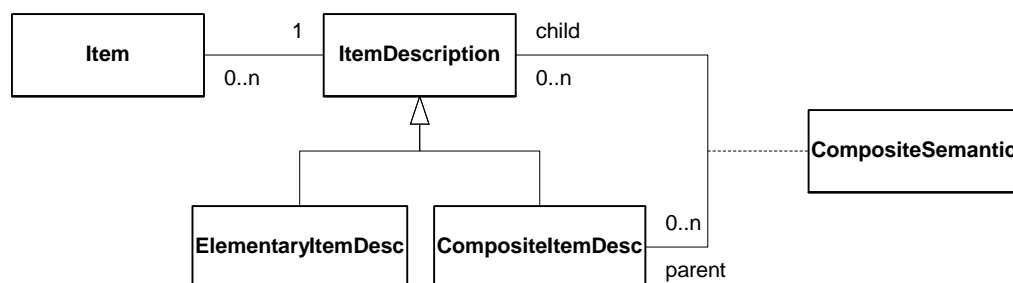 1
child
Item
ItemDescription
0..n
0..n
CompositeSemantic
ElementaryItemDesc
CompositeItemDesc
0..n
parent